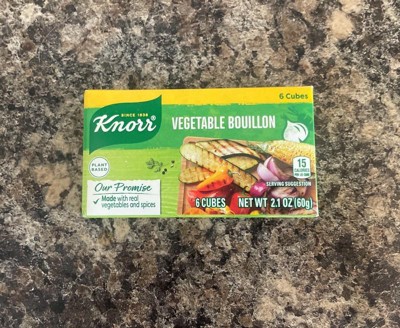 6 Cubes
SINCE 1838
Knorr
VEGETABLE BOUILLON
PLANT
BASED
15
CALORIES
Our Promise
✓ Made with real
vegetables and spices
SERVING SUGGESTION
6 CUBES NET WT 2.1 OZ (60g)